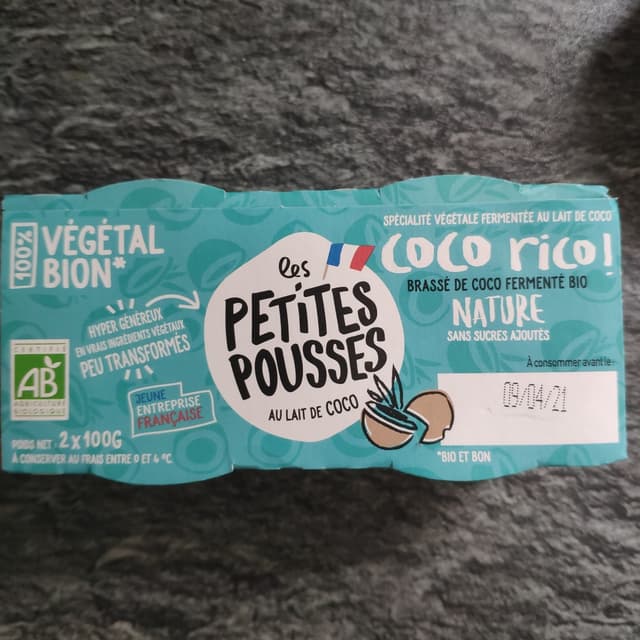 100%
VÉGÉTAL
BION*
HYPER GÉNÉREUX
EN VRAIS INGRÉDIENTS VÉGÉTAUX
PEU TRANSFORMÉS
CERTIFIÉ
AB
AGRICULTURE
BIOLOGIQUE
JEUNE
ENTREPRISE
FRANÇAISE
POIDS NET : 2 x 100G
À CONSERVER AU FRAIS ENTRE 0 ET 4 °C
les
PETITES
POUSSES
AU LAIT DE COCO
SPÉCIALITÉ VÉGÉTALE FERMENTÉE AU LAIT DE COCO
COCO rico!
BRASSÉ DE COCO FERMENTÉ BIO
NATURE
SANS SUCRES AJOUTÉS
À consommer avant le:
09/04/21
*BIO ET BON